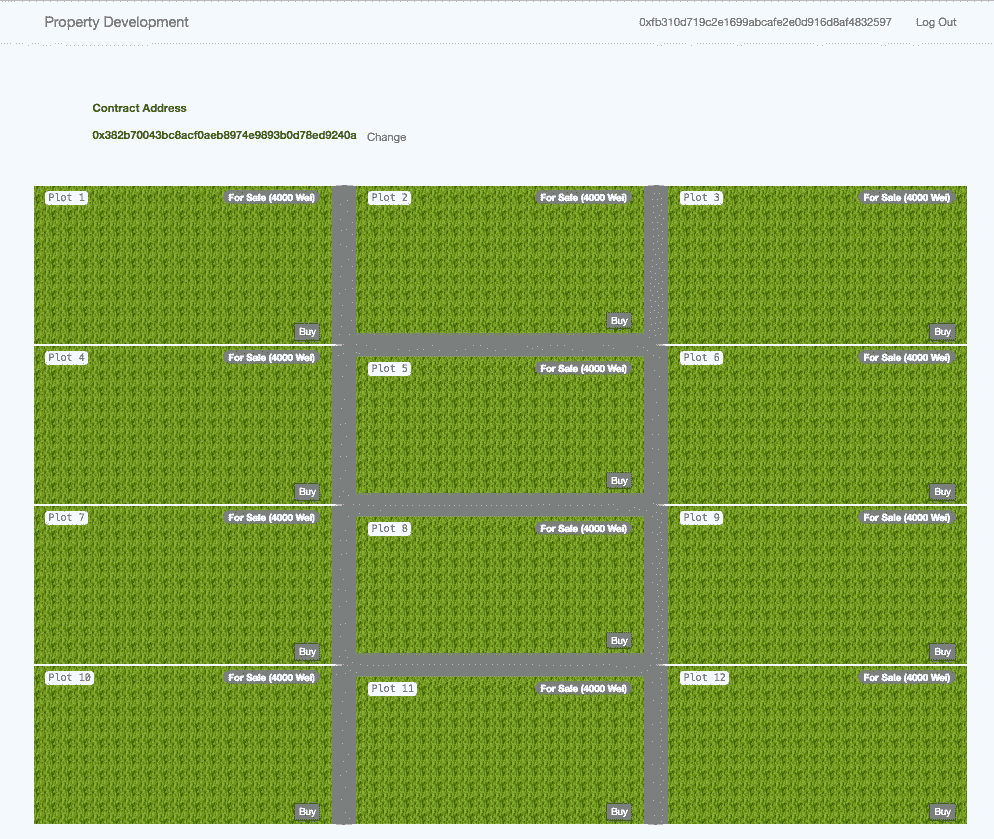 Property Development
0xfb310d719c2e1699abcafe2e0d916d8af4832597
Log Out
Contract Address
0x382b70043bc8acf0aeb8974e9893b0d78ed9240a
Change
Plot 1
For Sale (4000 Wei)
Buy
Plot 2
For Sale (4000 Wei)
Buy
Plot 3
For Sale (4000 Wei)
Buy
Plot 4
For Sale (4000 Wei)
Buy
Plot 5
For Sale (4000 Wei)
Buy
Plot 6
For Sale (4000 Wei)
Buy
Plot 7
For Sale (4000 Wei)
Buy
Plot 8
For Sale (4000 Wei)
Buy
Plot 9
For Sale (4000 Wei)
Buy
Plot 10
For Sale (4000 Wei)
Buy
Plot 11
For Sale (4000 Wei)
Buy
Plot 12
For Sale (4000 Wei)
Buy